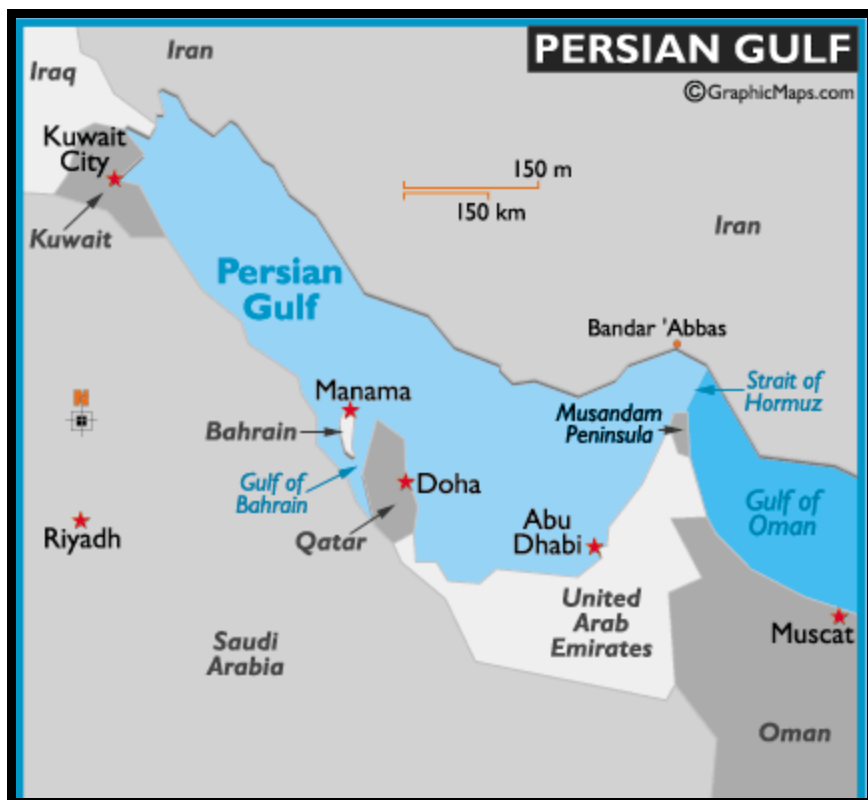 PERSIAN GULF
©GraphicMaps.com
Iran
Iraq
Kuwait
City
Kuwait
150 m
150 km
Iran
Persian
Gulf
Bandar 'Abbas
Strait of
Hormuz
Manama
Musandam
Peninsula
Bahrain
N
Gulf of
Bahrain
Doha
Gulf of
Oman
Riyadh
Qatar
Abu
Dhabi
United
Arab
Emirates
Muscat
Saudi
Arabia
Oman